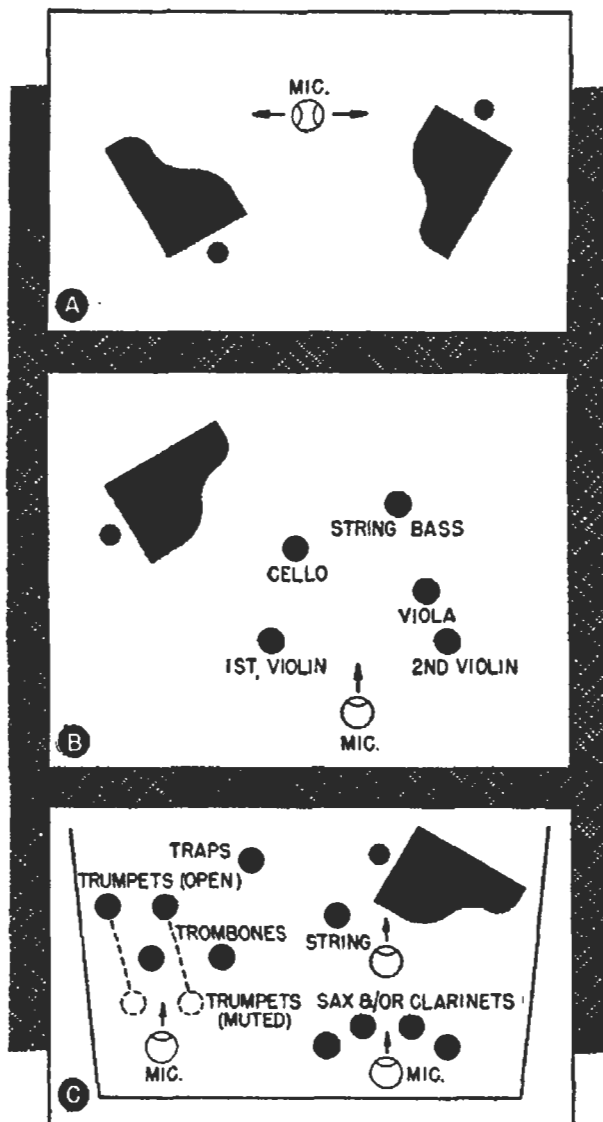 MIC.
A
STRING BASS
CELLO
VIOLA
1ST, VIOLIN
2ND VIOLIN
MIC.
B
TRAPS
TRUMPETS (OPEN)
TROMBONES
STRING
TRUMPETS
(MUTED)
SAX &/OR CLARINETS
MIC.
MIC.
C